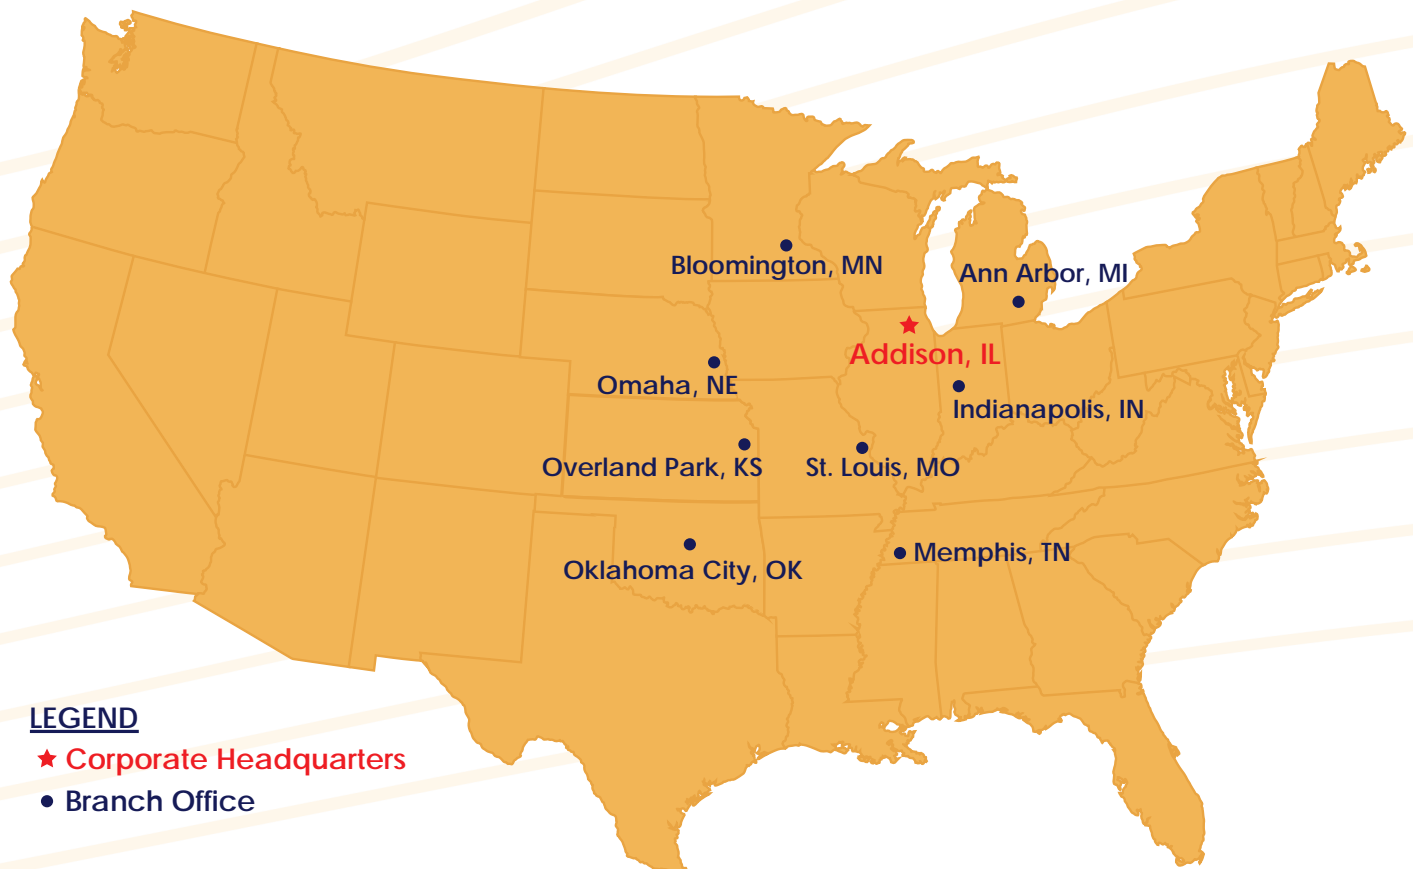 Bloomington, MN
Ann Arbor, MI
Addison, IL
Omaha, NE
Indianapolis, IN
Overland Park, KS
St. Louis, MO
Memphis, TN
Oklahoma City, OK
LEGEND
Corporate Headquarters
Branch Office